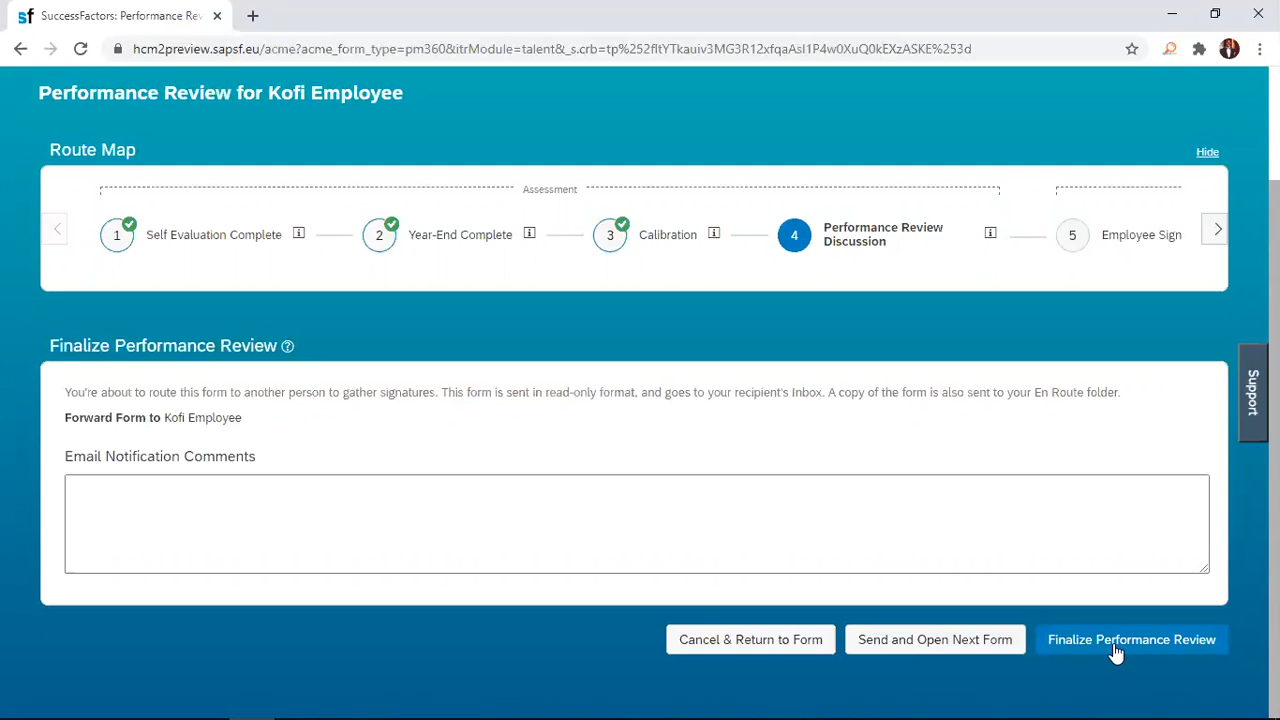 SuccessFactors: Performance Rev
hcm2preview.sapsf.eu/acme?acme_form_type=pm360&itrModule=talent&_s.crb=tp%252fltYTkauiv3MG3R12xfqaAsI1P4w0XuQ0kEXzASKE%253d
Performance Review for Kofi Employee
Route Map
Hide
Assessment
1 Self Evaluation Complete
2 Year-End Complete
3 Calibration
4 Performance Review
Discussion
5 Employee Sign
Finalize Performance Review
You're about to route this form to another person to gather signatures. This form is sent in read-only format, and goes to your recipient's Inbox. A copy of the form is also sent to your En Route folder.
Forward Form to Kofi Employee
Support
Email Notification Comments
Cancel & Return to Form
Send and Open Next Form
Finalize Performance Review